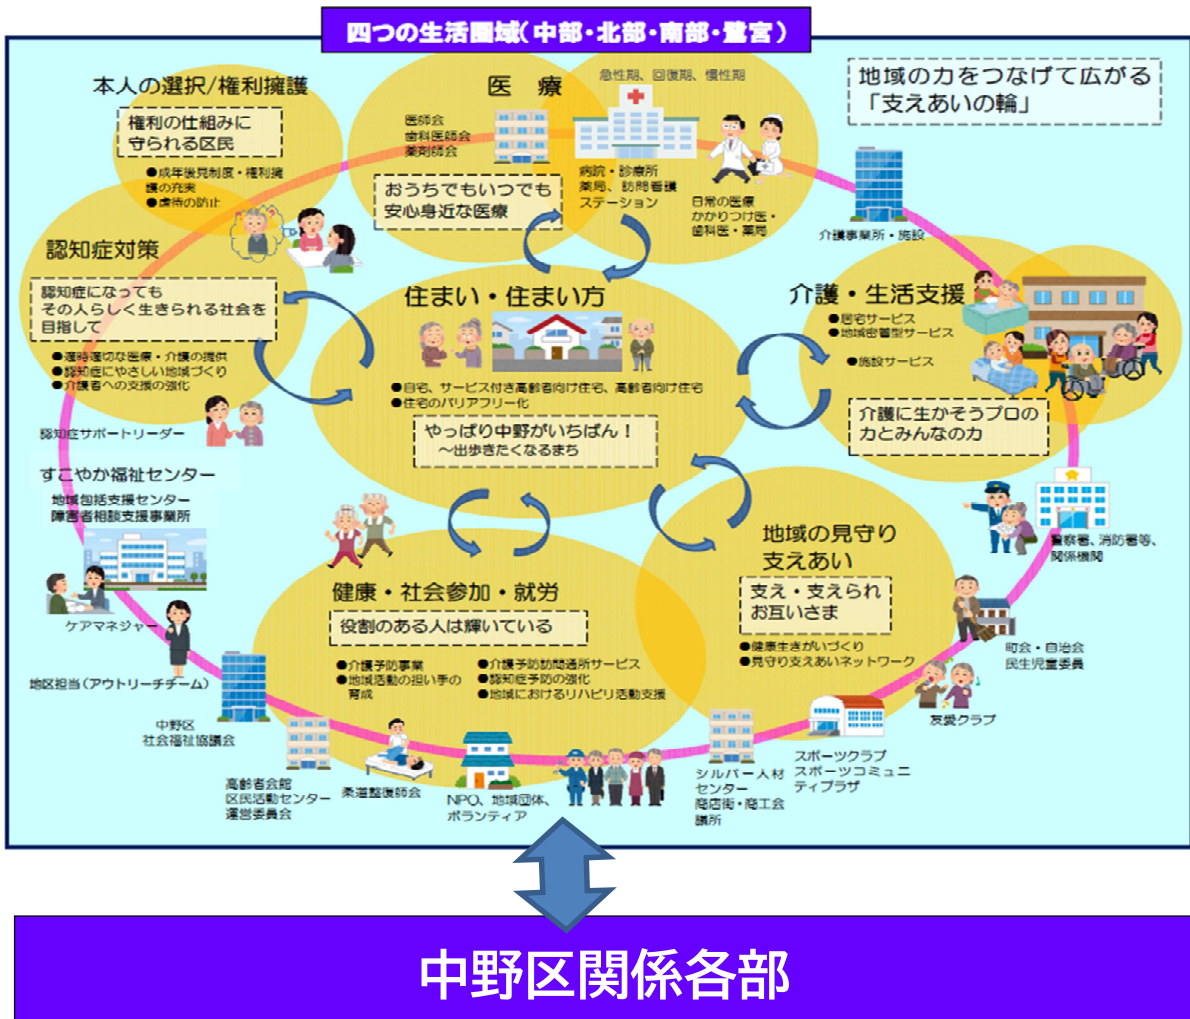 四つの生活圏域(中部・北部・南部・鷺宮)
地域の力をつなげて広がる
「支えあいの輪」
本人の選択/権利擁護
権利の仕組みに
守られる区民
●成年後見制度・権利擁
護の充実
●虐待の防止
医 療
急性期、回復期、慢性期
医師会
歯科医師会
薬剤師会
おうちでもいつでも
安心身近な医療
病院・診療所
薬局、訪問看護
ステーション
日常の医療
かかりつけ医・
歯科医・薬局
介護事業所・施設
認知症対策
認知症になっても
その人らしく生きられる社会を
目指して
●適時適切な医療・介護の提供
●認知症にやさしい地域づくり
●介護者への支援の強化
認知症サポートリーダー
住まい・住まい方
●自宅、サービス付き高齢者向け住宅、高齢者向け住宅
●住宅のバリアフリー化
やっぱり中野がいちばん!
~出歩きたくなるまち
介護・生活支援
●居宅サービス
●地域密着型サービス
●施設サービス
介護に生かそうプロの
力とみんなの力
すこやか福祉センター
地域包括支援センター
障害者相談支援事業所
ケアマネジャー
地区担当(アウトリーチチーム)
中野区
社会福祉協議会
健康・社会参加・就労
役割のある人は輝いている
●介護予防事業
●地域活動の担い手の
育成
●介護予防訪問通所サービス
●認知症予防の強化
●地域におけるリハビリ活動支援
地域の見守り
支えあい
支え・支えられ
お互いさま
●健康生きがいづくり
●見守り支えあいネットワーク
警察署、消防署等、
関係機関
町会・自治会
民生児童委員
友愛クラブ
スポーツクラブ
スポーツコミュニ
ティプラザ
シルバー人材
センター
商店街・商工会
議所
NPO、地域団体、
ボランティア
柔道整復師会
高齢者会館
区民活動センター
運営委員会
中野区関係各部